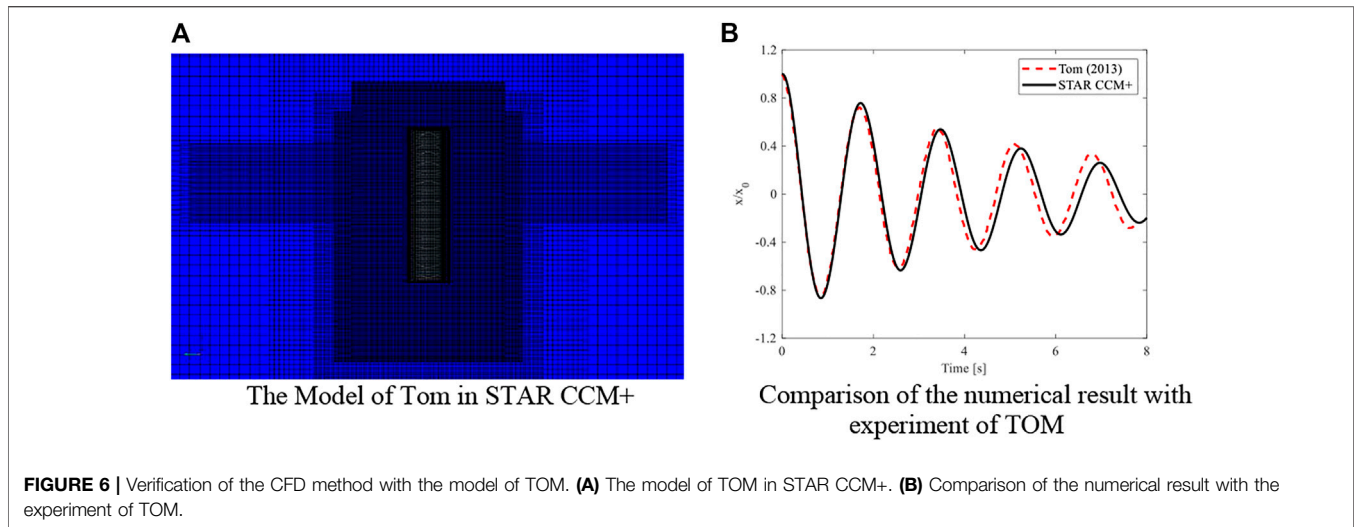 A
The Model of Tom in STAR CCM+
B
1.2
0.8
0.4
0
-0.4
-0.8
-1.2
x/x0
Tom (2013)
STAR CCM+
0 2 4 6 8
Time [s]
Comparison of the numerical result with
experiment of TOM
FIGURE 6 | Verification of the CFD method with the model of TOM. (A) The model of TOM in STAR CCM+. (B) Comparison of the numerical result with the
experiment of TOM.